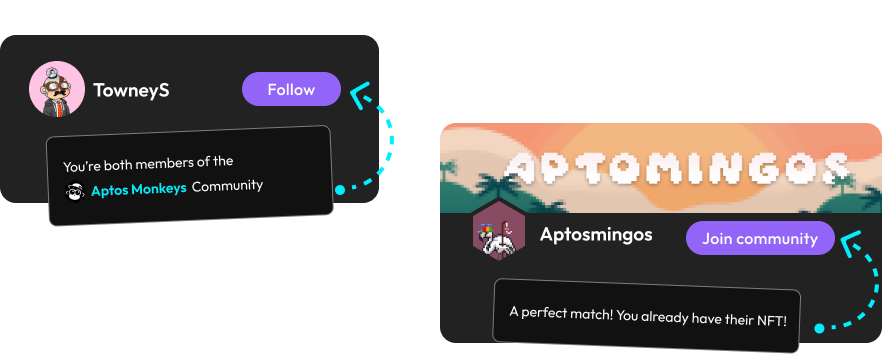 TowneyS
Follow
You're both members of the
Aptos Monkeys Community
APTOMINGOS
Aptosmingos
Join community
A perfect match! You already have their NFT!